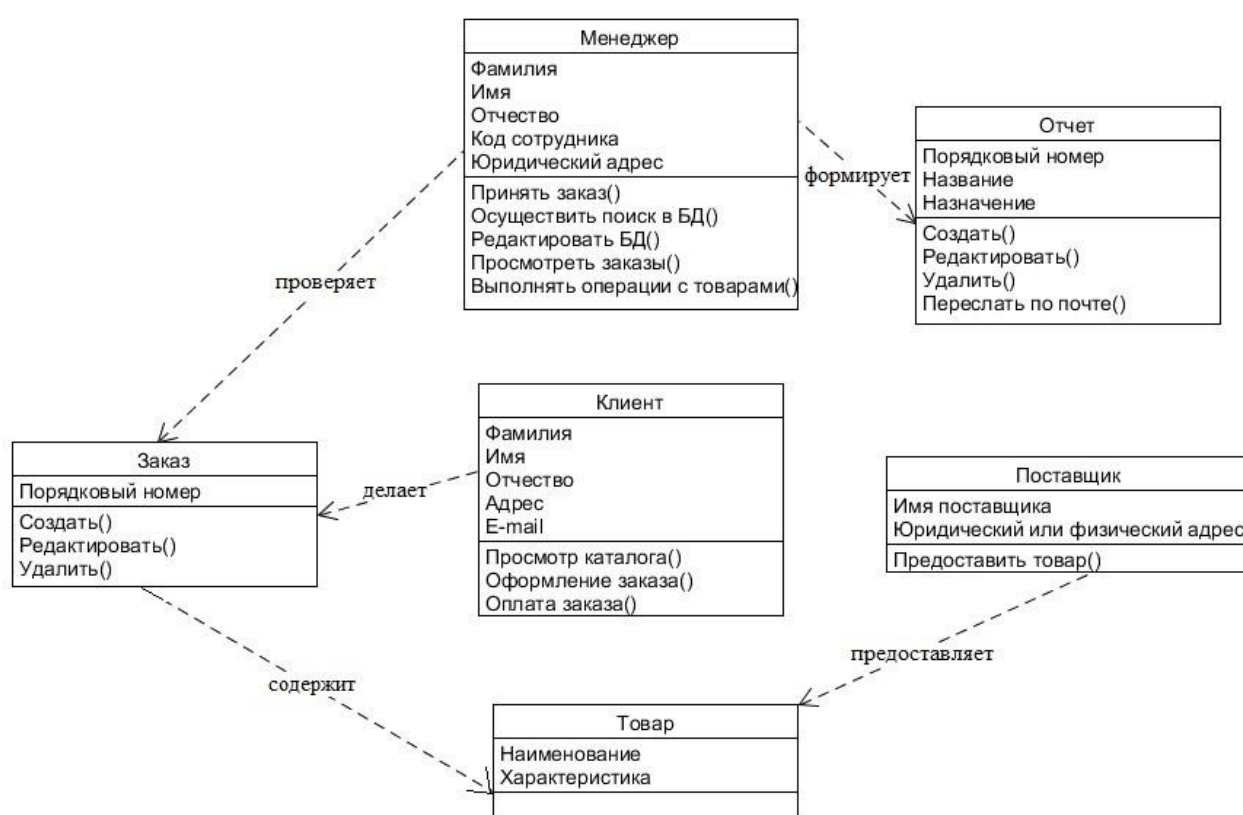 Менеджер
Фамилия
Имя
Отчество
Код сотрудника
Юридический адрес
Принять заказ()
Осуществить поиск в БД()
Редактировать БД()
Просмотреть заказы()
Выполнять операции с товарами()
формирует
Отчет
Порядковый номер
Название
Назначение
Создать()
Редактировать()
Удалить()
Переслать по почте()
проверяет
Заказ
Порядковый номер
Создать()
Редактировать()
Удалить()
делает
Клиент
Фамилия
Имя
Отчество
Адрес
E-mail
Просмотр каталога()
Оформление заказа()
Оплата заказа()
Поставщик
Имя поставщика
Юридический или физический адрес
Предоставить товар()
содержит
предоставляет
Товар
Наименование
Характеристика